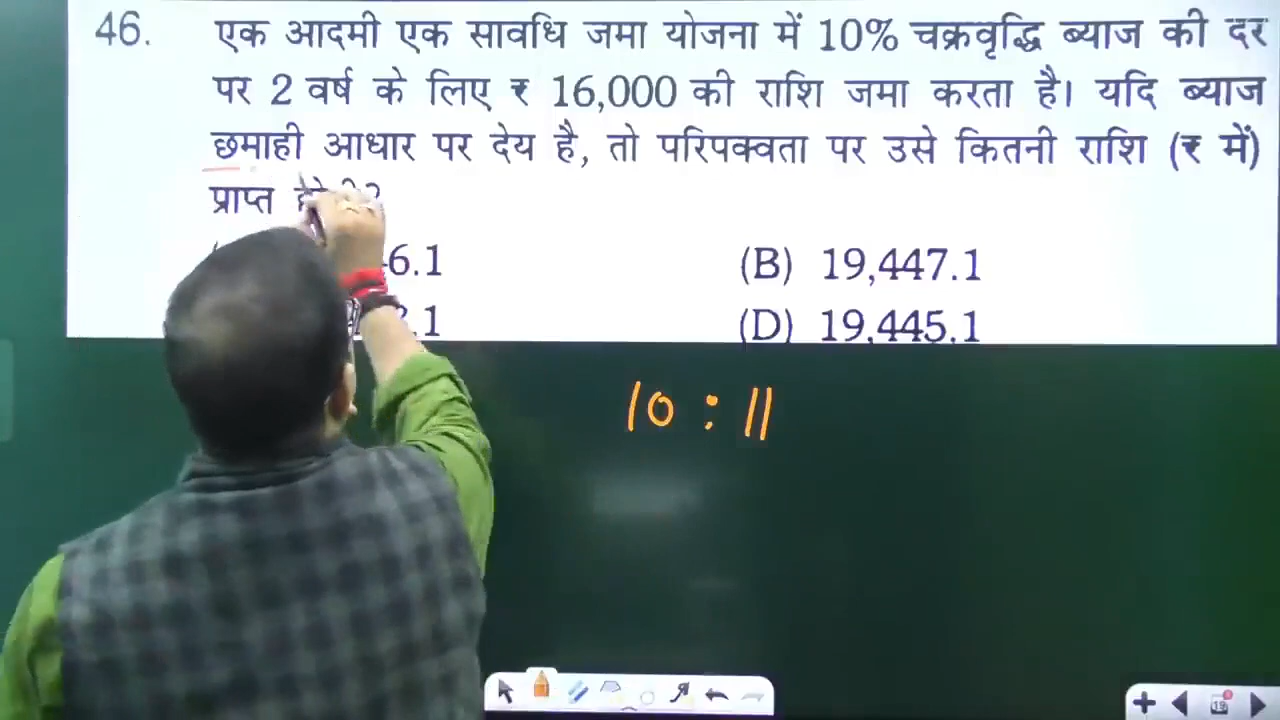 46. एक आदमी एक सावधि जमा योजना में 10% चक्रवृद्धि ब्याज की दर
पर 2 वर्ष के लिए ₹ 16,000 की राशि जमा करता है। यदि ब्याज
छमाही आधार पर देय है, तो परिपक्वता पर उसे कितनी राशि (₹ में)
प्राप्त
6.1 (B) 19,447.1
.1 (D) 19,445.1
10 : 11
19